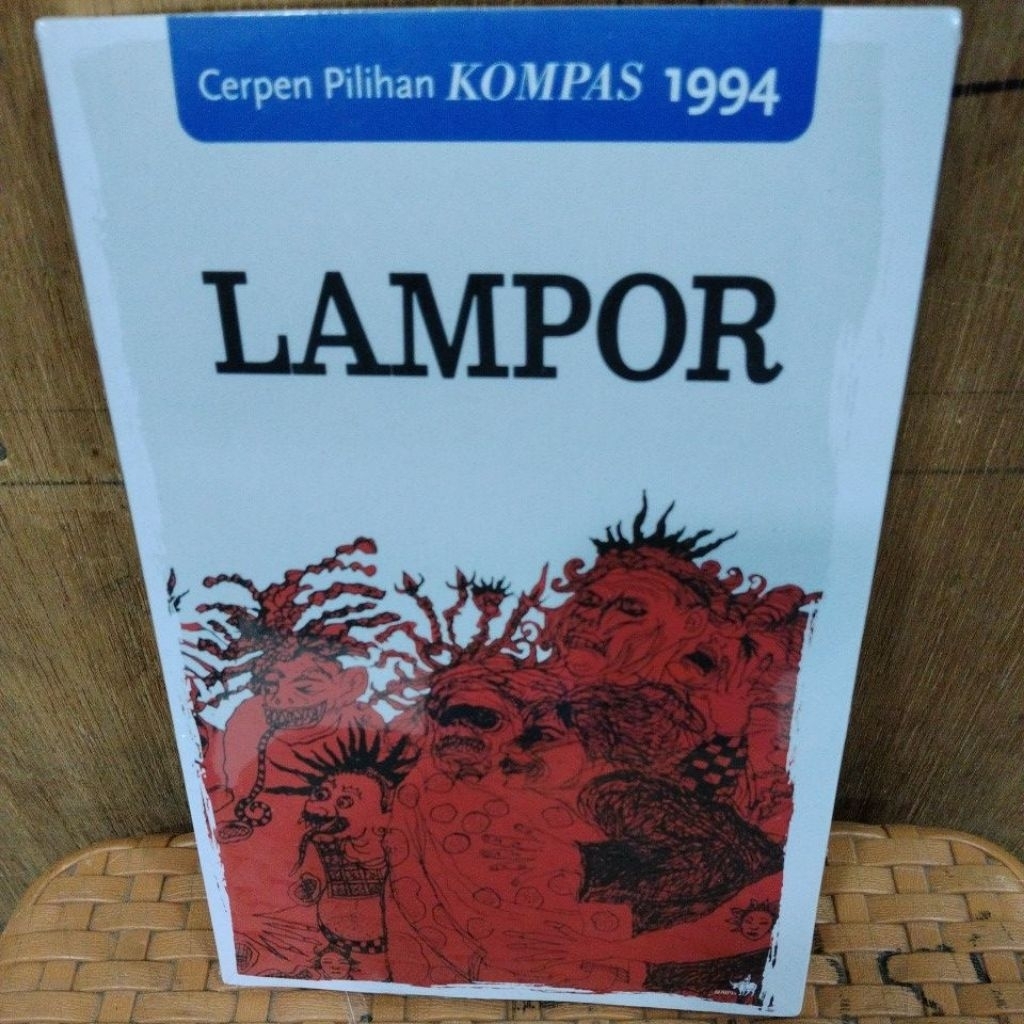 Cerpen Pilihan KOMPAS 1994
LAMPOR